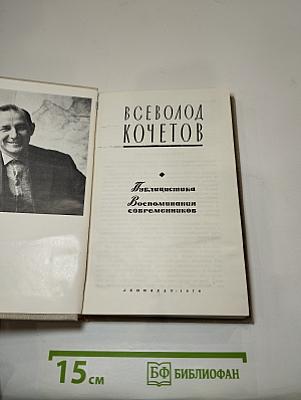 ВСЕВОЛОД
КОЧЕТОВ
Публицистика
Воспоминания
современников
15 см
БФ БИБЛИОФАН